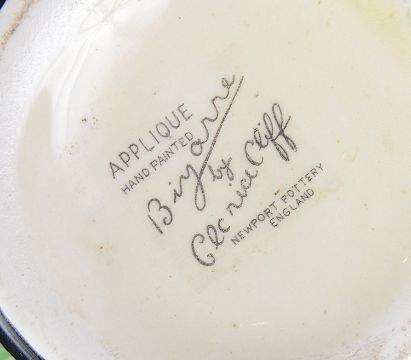 APPLIQUE
HAND PAINTED
Bizarre
by
Clarice Cliff
NEWPORT POTTERY
ENGLAND